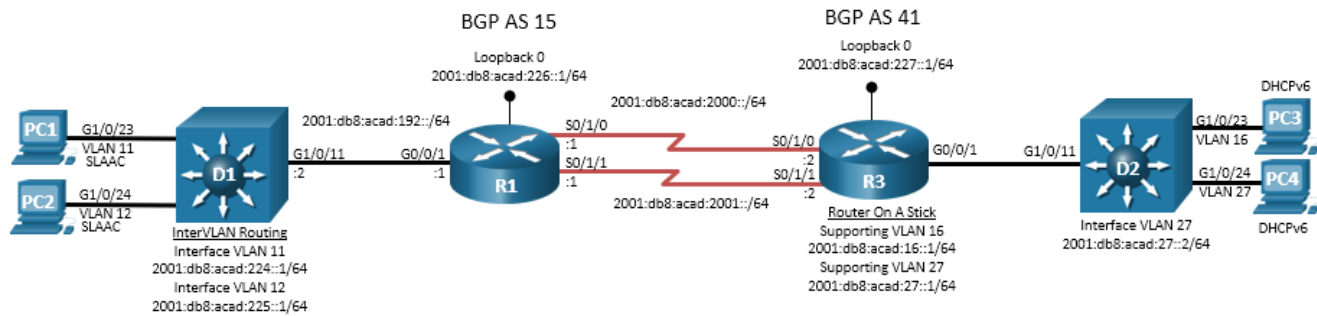 BGP AS 15
BGP AS 41
Loopback 0
2001:db8:acad:226::1/64
Loopback 0
2001:db8:acad:227::1/64
PC1
G1/0/23
VLAN 11
SLAAC
PC2
G1/0/24
VLAN 12
SLAAC
D1
InterVLAN Routing
Interface VLAN 11
2001:db8:acad:224::1/64
Interface VLAN 12
2001:db8:acad:225::1/64
2001:db8:acad:192::/64
G1/0/11
:2
G0/0/1
:1
R1
S0/1/0
:1
S0/1/1
:1
2001:db8:acad:2000::/64
2001:db8:acad:2001::/64
S0/1/0
:2
S0/1/1
:2
R3
Router On A Stick
Supporting VLAN 16
2001:db8:acad:16::1/64
Supporting VLAN 27
2001:db8:acad:27::1/64
G0/0/1
G1/0/11
D2
Interface VLAN 27
2001:db8:acad:27::2/64
G1/0/23
VLAN 16
DHCPv6
PC3
G1/0/24
VLAN 27
PC4
DHCPv6